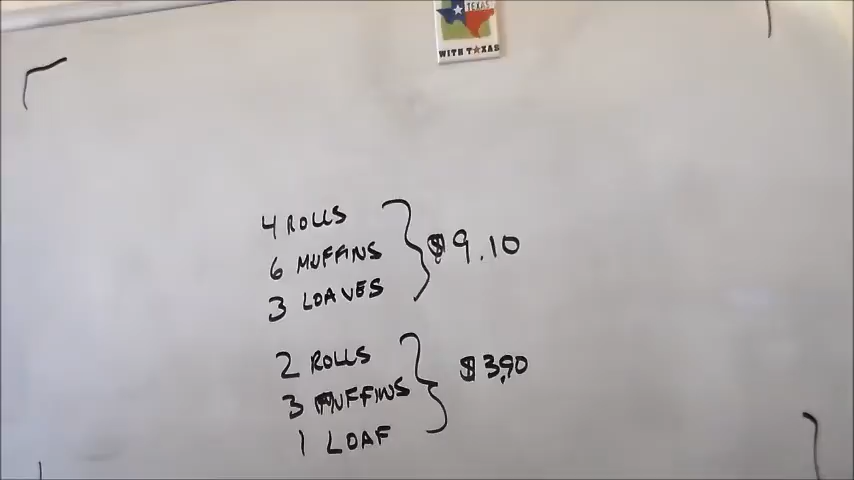 TEXAS
WITH TEXAS
4 ROLLS
6 MUFFINS
3 LOAVES
$9.10
2 ROLLS
3 MUFFINS
1 LOAF
$3.90